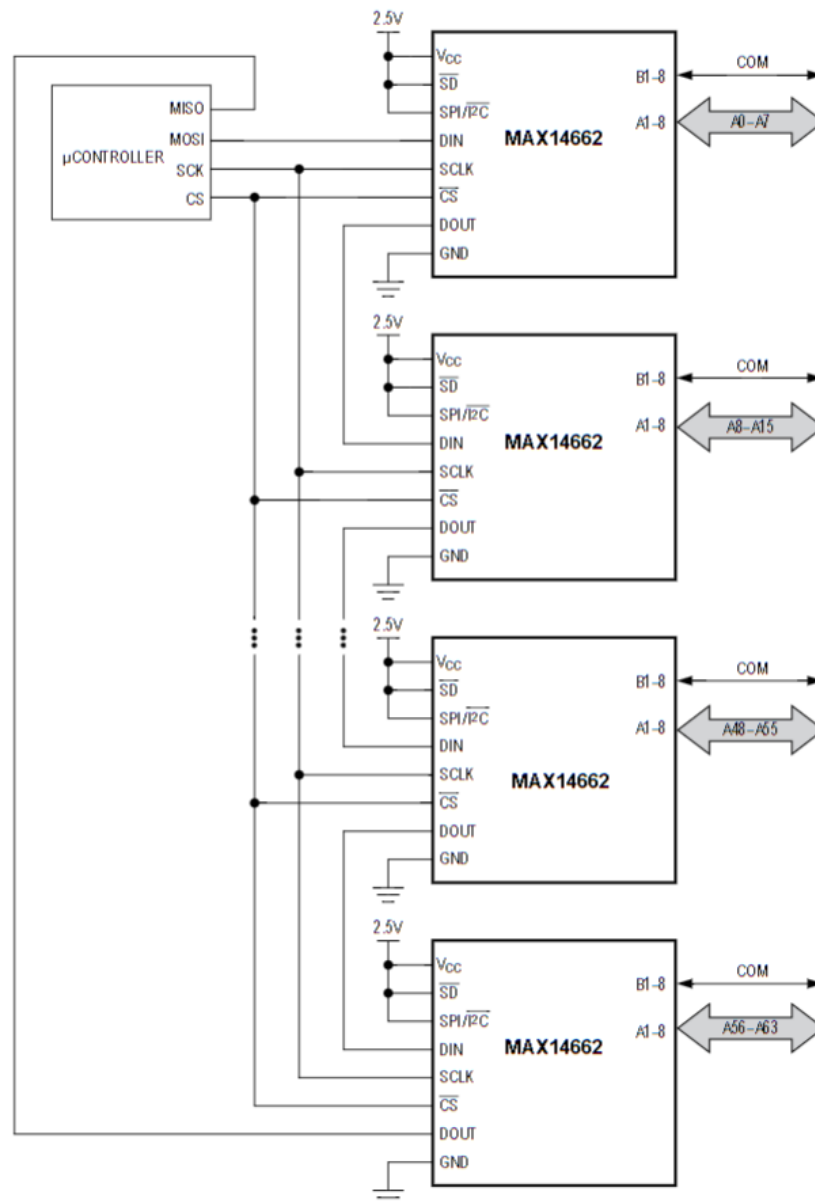 2.5V
VCC
SD
SPI/I2C
DIN
SCLK
CS
DOUT
GND
MAX14662
B1–8
A1–8
COM
A0–A7
MISO
MOSI
SCK
CS
µCONTROLLER
2.5V
VCC
SD
SPI/I2C
DIN
SCLK
CS
DOUT
GND
MAX14662
B1–8
A1–8
COM
A8–A15
2.5V
VCC
SD
SPI/I2C
DIN
SCLK
CS
DOUT
GND
MAX14662
B1–8
A1–8
COM
A48–A55
2.5V
VCC
SD
SPI/I2C
DIN
SCLK
CS
DOUT
GND
MAX14662
B1–8
A1–8
COM
A56–A63